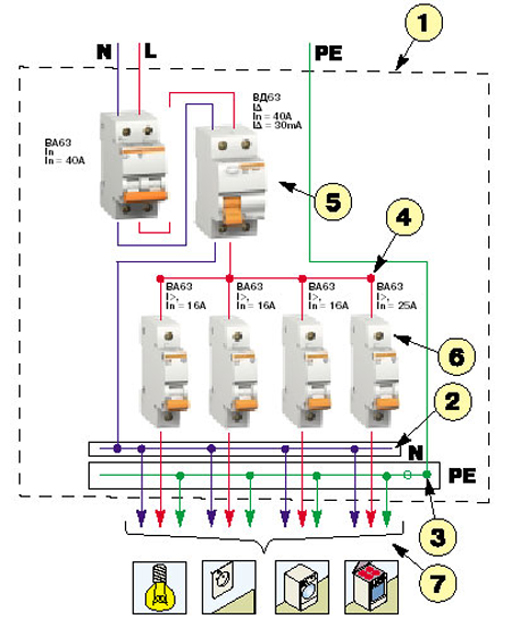 1
N L PE
ВА63
In
In = 40A
ВД63
IΔ
In = 40A
IΔ = 30mA
5
4
ВА63
I>,
In = 16A
ВА63
I>,
In = 16A
ВА63
I>,
In = 16A
ВА63
I>,
In = 25A
6
2
N
PE
3
7